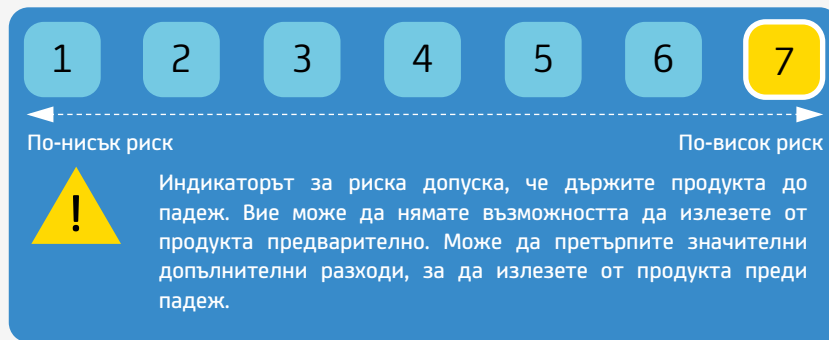 1 2 3 4 5 6 7
По-нисък риск По-висок риск
! Индикаторът за риска допуска, че държите продукта до
падеж. Вие може да нямате възможността да излезете от
продукта предварително. Може да претърпите значителни
допълнителни разходи, за да излезете от продукта преди
падеж.